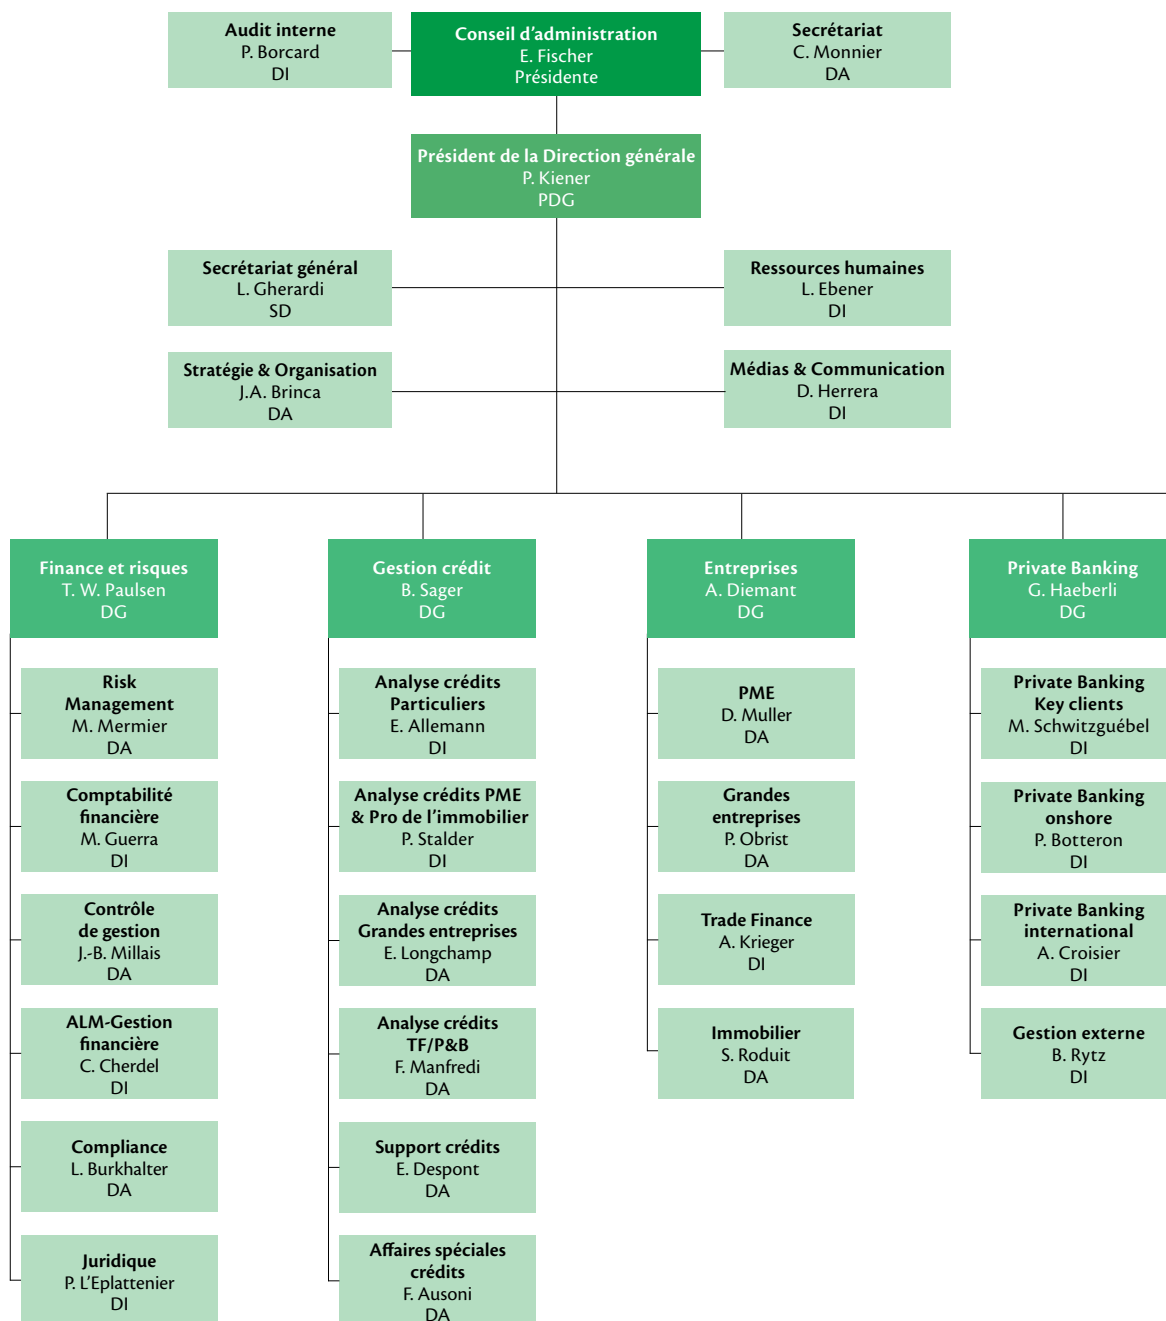 Audit interne
P. Borcard
DI
Conseil d'administration
E. Fischer
Présidente
Secrétariat
C. Monnier
DA
Président de la Direction générale
P. Kiener
PDG
Secrétariat général
L. Gherardi
SD
Ressources humaines
L. Ebener
DI
Stratégie & Organisation
J.A. Brinca
DA
Médias & Communication
D. Herrera
DI
Finance et risques
T. W. Paulsen
DG
Risk
Management
M. Mermier
DA
Comptabilité
financière
M. Guerra
DI
Contrôle
de gestion
J.-B. Millais
DA
ALM-Gestion
financière
C. Cherdel
DI
Compliance
L. Burkhalter
DA
Juridique
P. L'Eplattenier
DI
Gestion crédit
B. Sager
DG
Analyse crédits
Particuliers
E. Allemann
DI
Analyse crédits PME
& Pro de l'immobilier
P. Stalder
DI
Analyse crédits
Grandes entreprises
E. Longchamp
DA
Analyse crédits
TF/P&B
F. Manfredi
DA
Support crédits
E. Despont
DA
Affaires spéciales
crédits
F. Ausoni
DA
Entreprises
A. Diemant
DG
PME
D. Muller
DA
Grandes
entreprises
P. Obrist
DA
Trade Finance
A. Krieger
DI
Immobilier
S. Roduit
DA
Private Banking
G. Haeberli
DG
Private Banking
Key clients
M. Schwitzguébel
DI
Private Banking
onshore
P. Botteron
DI
Private Banking
international
A. Croisier
DI
Gestion externe
B. Rytz
DI